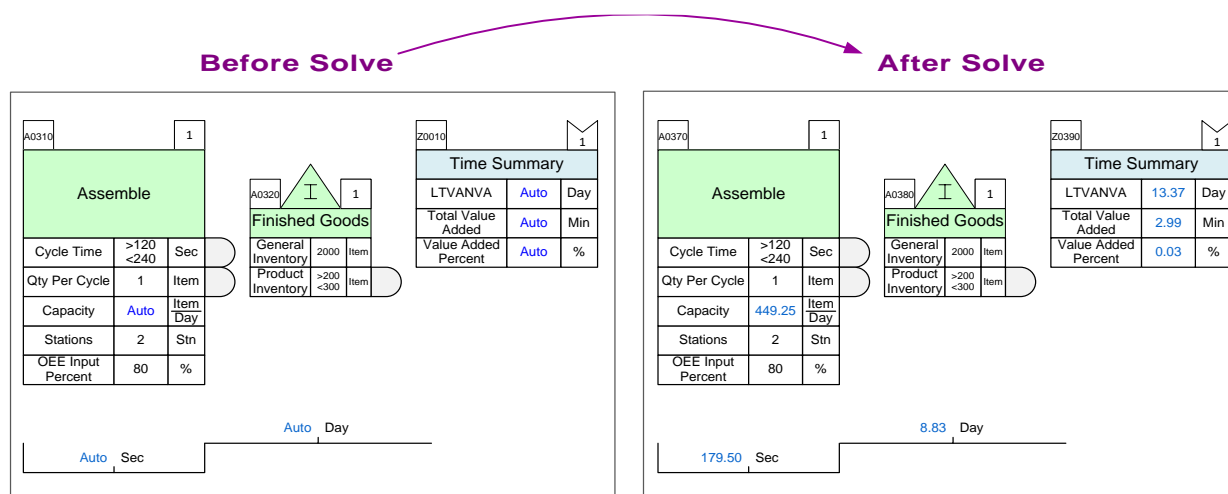 Before Solve
After Solve
A0310
1
Assemble
Cycle Time >120 <240 Sec
Qty Per Cycle 1 Item
Capacity Auto Item Day
Stations 2 Stn
OEE Input Percent 80 %
A0320 I 1
Finished Goods
General Inventory 2000 Item
Product Inventory >200 <300 Item
Z0010 1
Time Summary
LTVANVA Auto Day
Total Value Added Auto Min
Value Added Percent Auto %
Auto Day
Auto Sec
A0370
1
Assemble
Cycle Time >120 <240 Sec
Qty Per Cycle 1 Item
Capacity 449.25 Item Day
Stations 2 Stn
OEE Input Percent 80 %
A0380 I 1
Finished Goods
General Inventory 2000 Item
Product Inventory >200 <300 Item
Z0390 1
Time Summary
LTVANVA 13.37 Day
Total Value Added 2.99 Min
Value Added Percent 0.03 %
8.83 Day
179.50 Sec